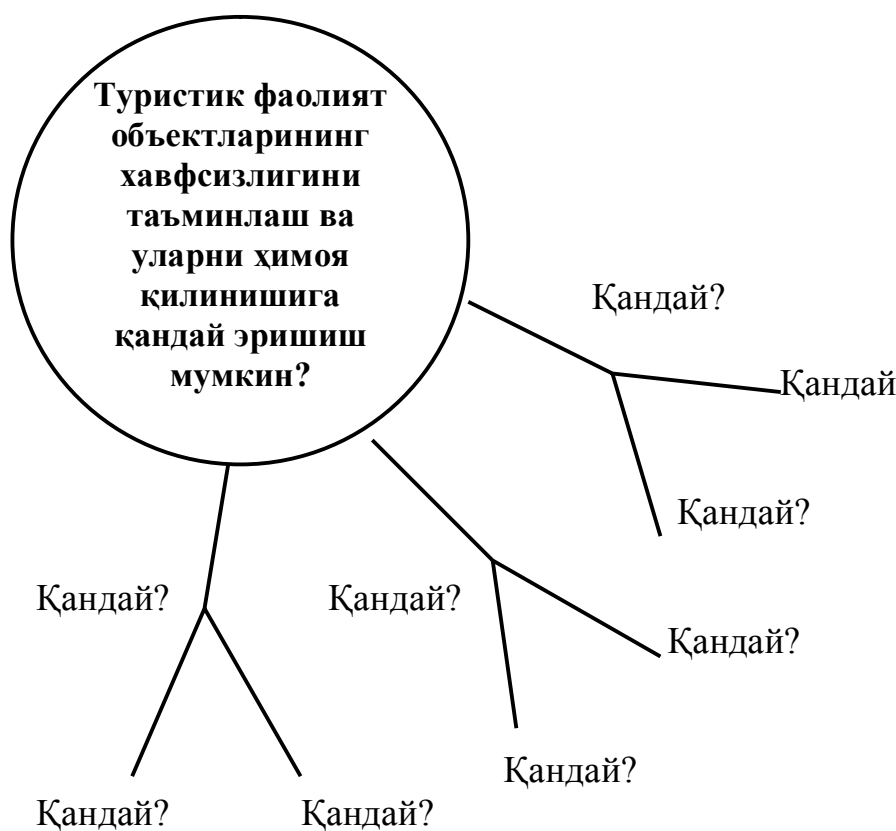 Туристик фаолият
объектларининг
хавфсизлигини
таъминлаш ва
уларни ҳимоя
қилинишига
қандай эришиш
мумкин?
Қандай?
Қандай
Қандай?
Қандай?
Қандай?
Қандай?
Қандай?
Қандай?
Қандай?